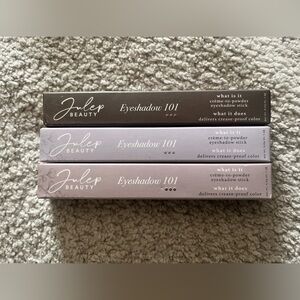 Julep
BEAUTY
Eyeshadow 101
what is it
crème-to-powder
eyeshadow stick
what it does
delivers crease-proof color
Julep
BEAUTY
Eyeshadow 101
what is it
crème-to-powder
eyeshadow stick
what it does
delivers crease-proof color
Julep
BEAUTY
Eyeshadow 101
what is it
crème-to-powder
eyeshadow stick
what it does
delivers crease-proof color